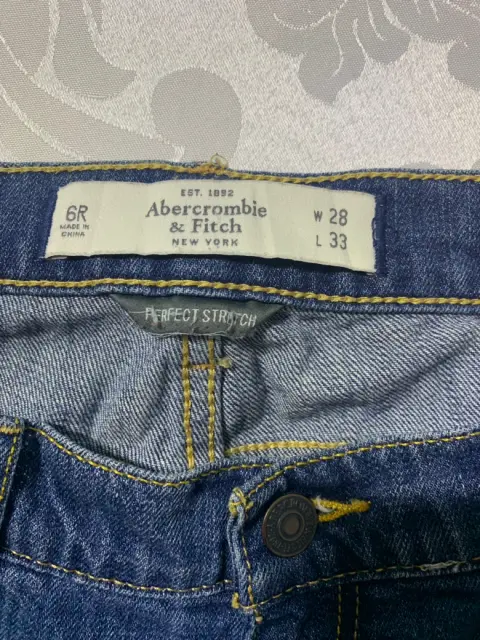 6R
MADE IN
CHINA
EST. 1892
Abercrombie
& Fitch
NEW YORK
W 28
L 33
PERFECT STRETCH